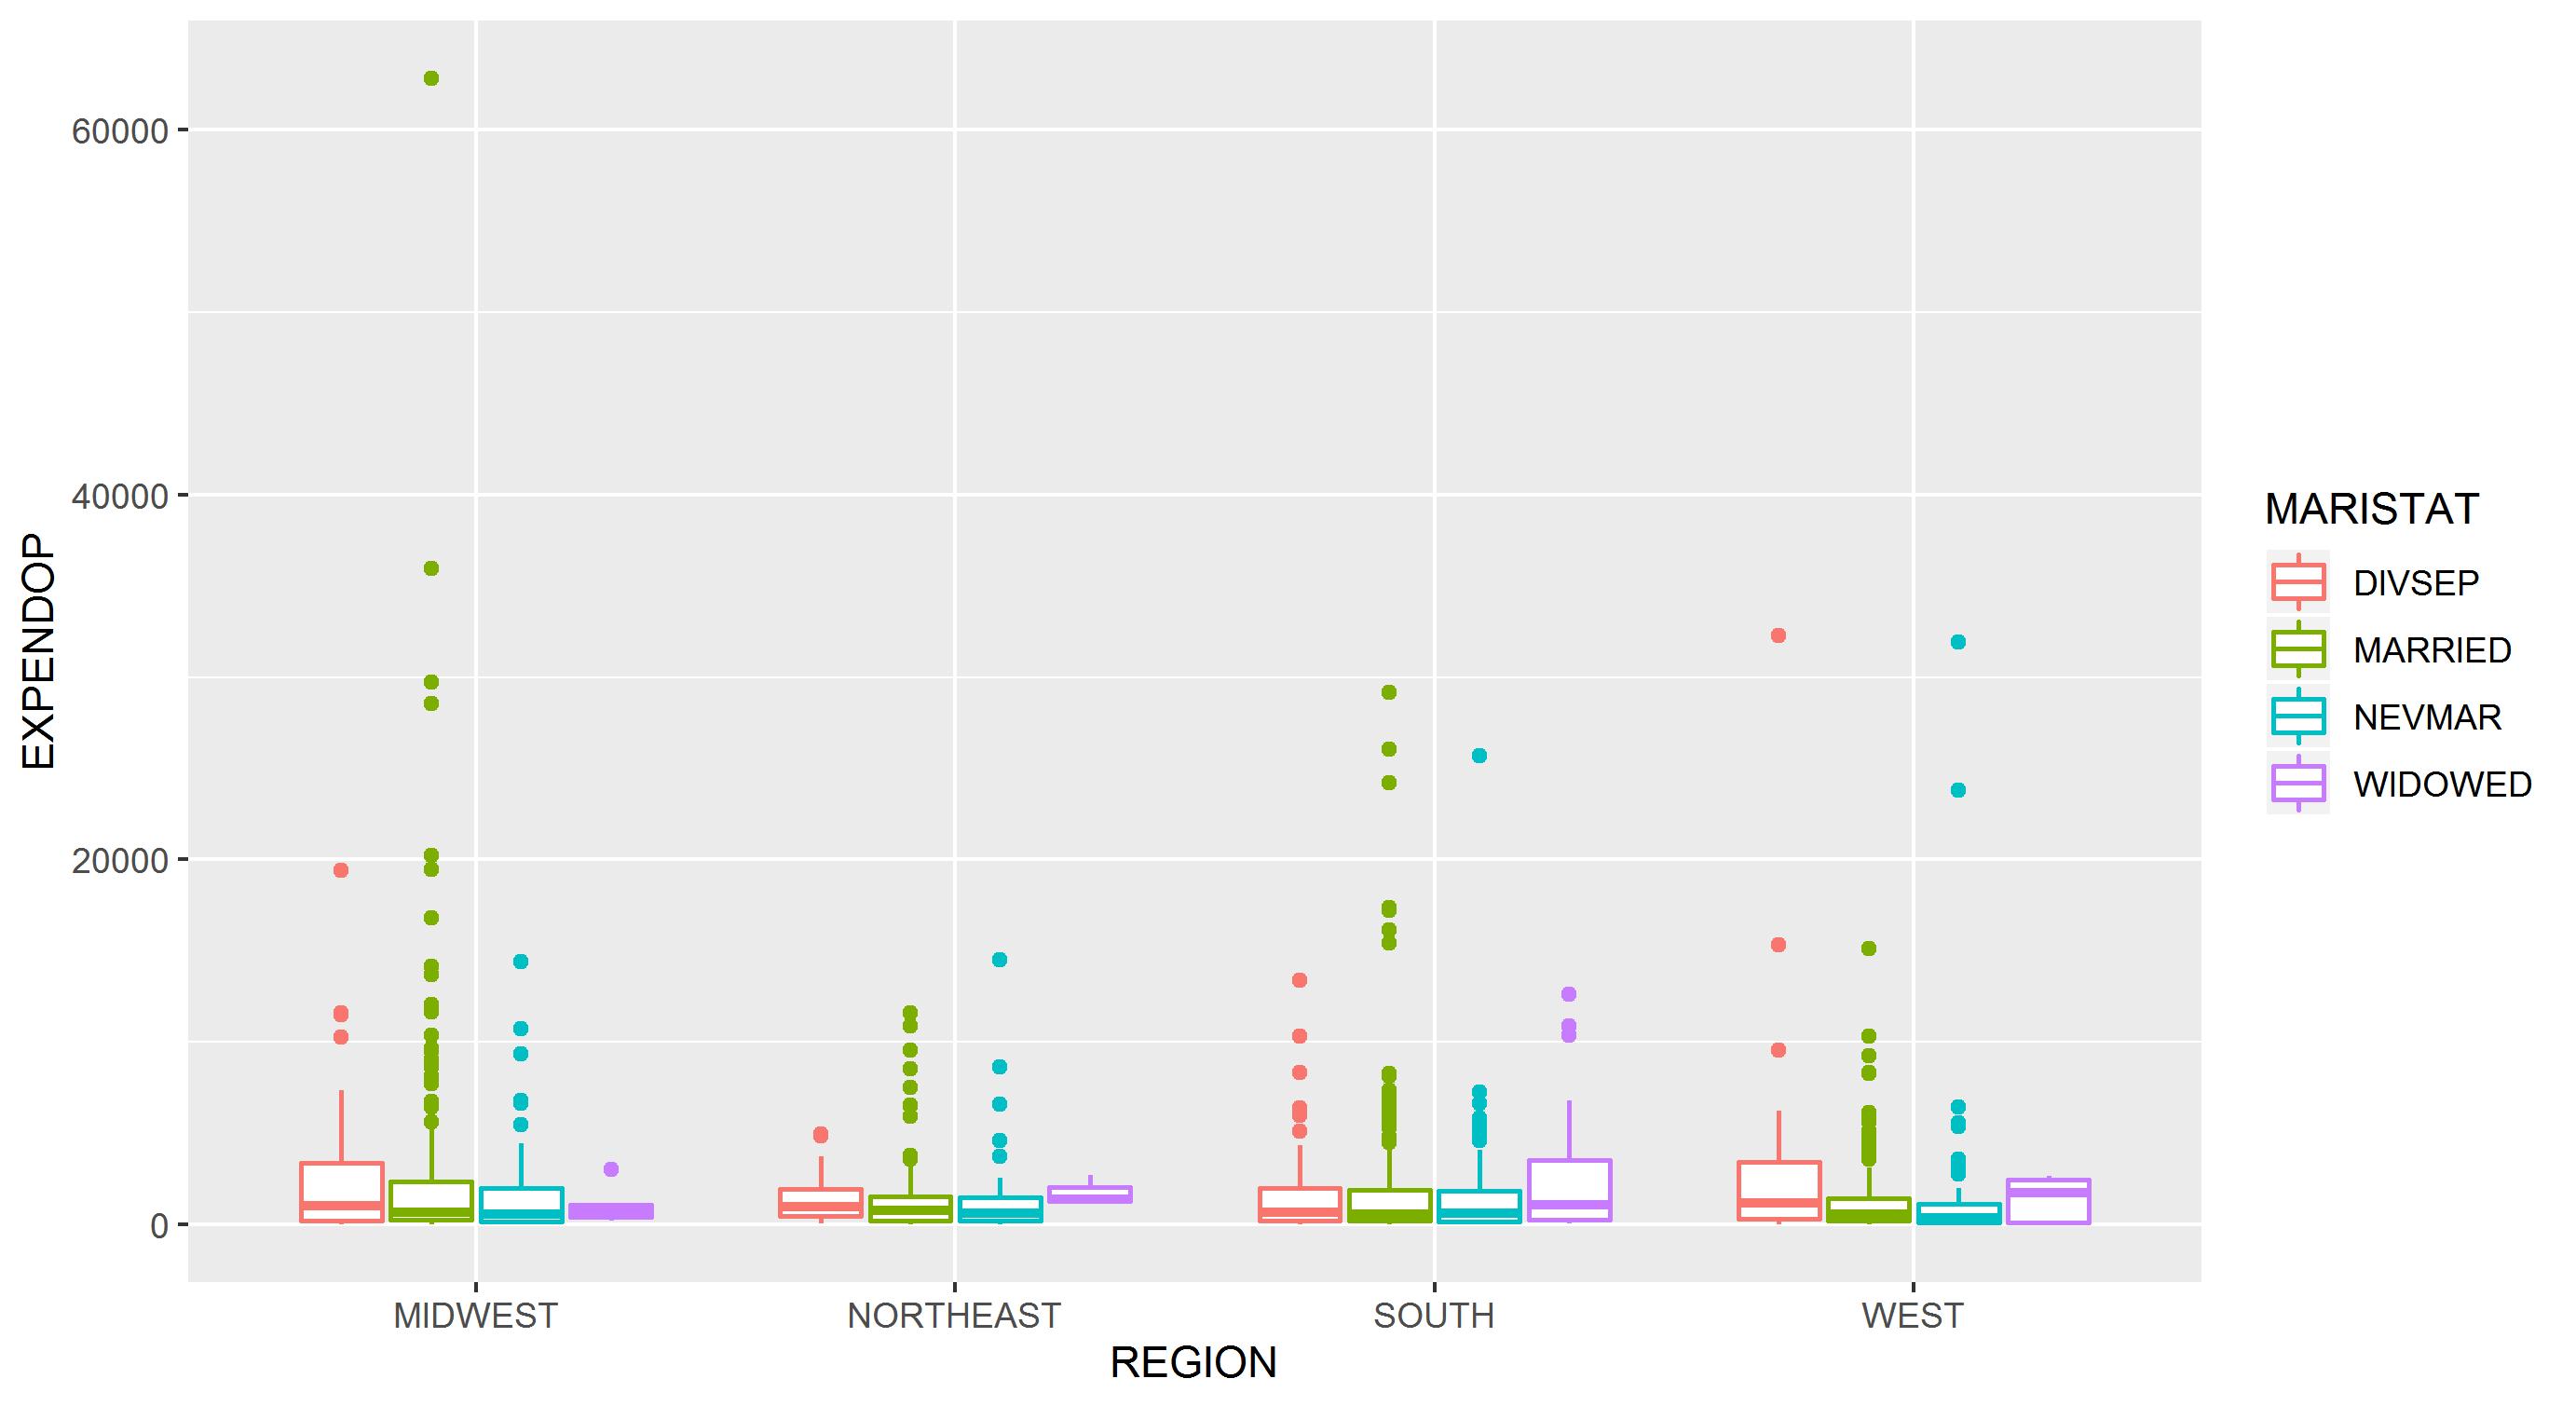 60000
40000
20000
0
EXPENDOP
MIDWEST
NORTHEAST
SOUTH
WEST
REGION
MARISTAT
DIVSEP
MARRIED
NEVMAR
WIDOWED